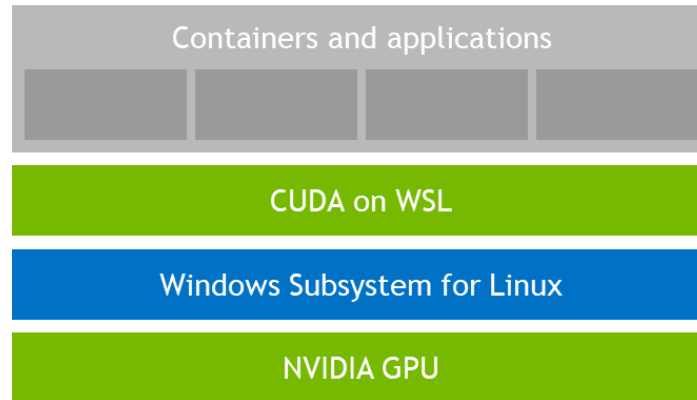 Containers and applications
CUDA on WSL
Windows Subsystem for Linux
NVIDIA GPU